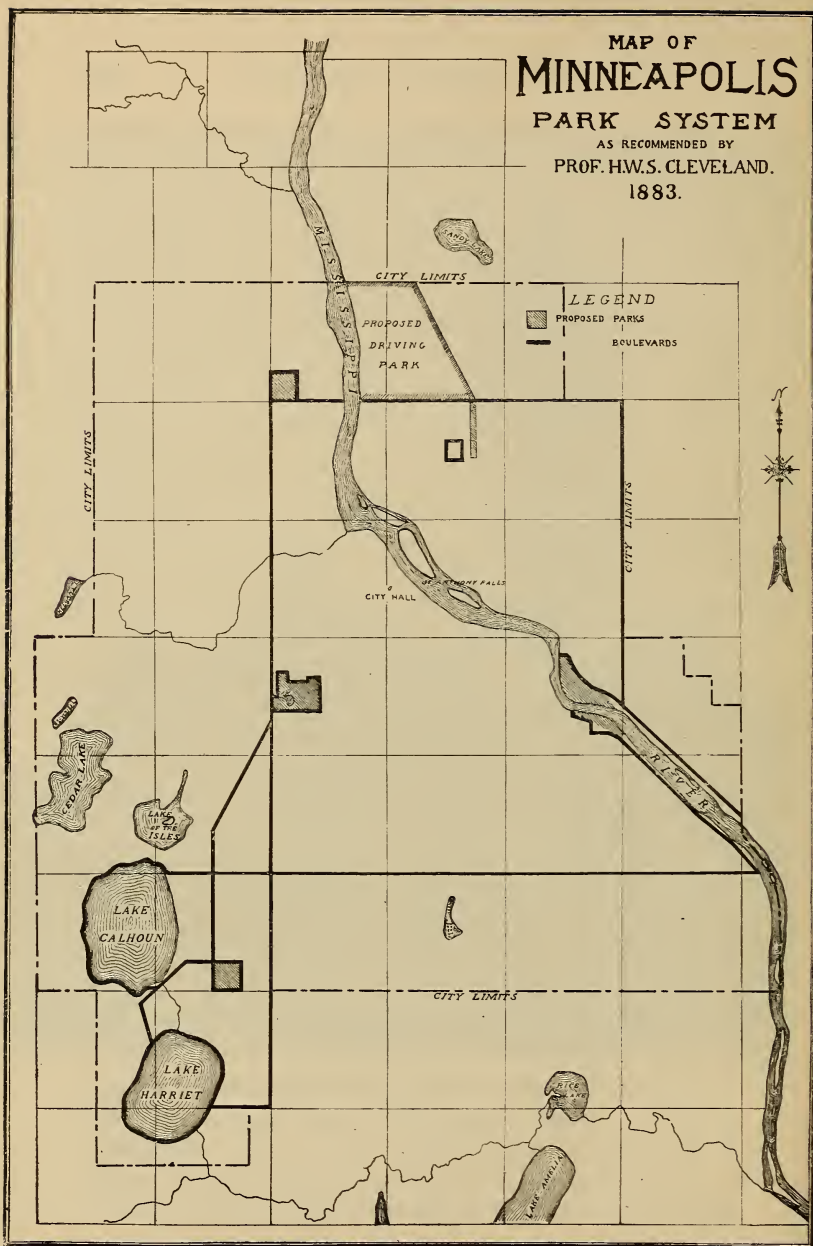 MAP OF
MINNEAPOLIS
PARK SYSTEM
AS RECOMMENDED BY
PROF. H.W.S. CLEVELAND.
1883.
SANDY LAKE
MISSISSIPPI
CITY LIMITS
LEGEND
PROPOSED PARKS
BOULEVARDS
PROPOSED
DRIVING
PARK
N
CITY LIMITS
CITY LIMITS
ST ANTHONY FALLS
CITY HALL
CEDAR LAKE
LAKE
OF THE
ISLES
RIVER
LAKE
CALHOUN
CITY LIMITS
LAKE
HARRIET
RICE
LAKE
LAKE AMELIA